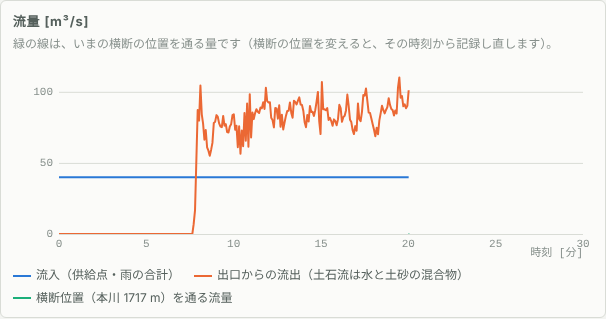 流量 [m³/s]
緑の線は、いまの横断の位置を通る量です（横断の位置を変えると、その時刻から記録し直します）。
100
50
0
0 5 10 15 20 25 30
時刻 [分]
流入（供給点・雨の合計） 出口からの流出（土石流は水と土砂の混合物）
横断位置（本川 1717 m）を通る流量